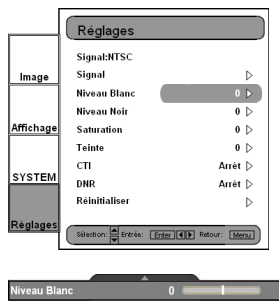 Réglages
Signal:NTSC
Signal
Niveau Blanc 0
Niveau Noir 0
Saturation 0
Teinte 0
CTI Arrêt
DNR Arrêt
Réinitialiser
Image
Affichage
SYSTEM
Réglages
Sélection: Entrée: Enter Retour: Menu
Niveau Blanc 0